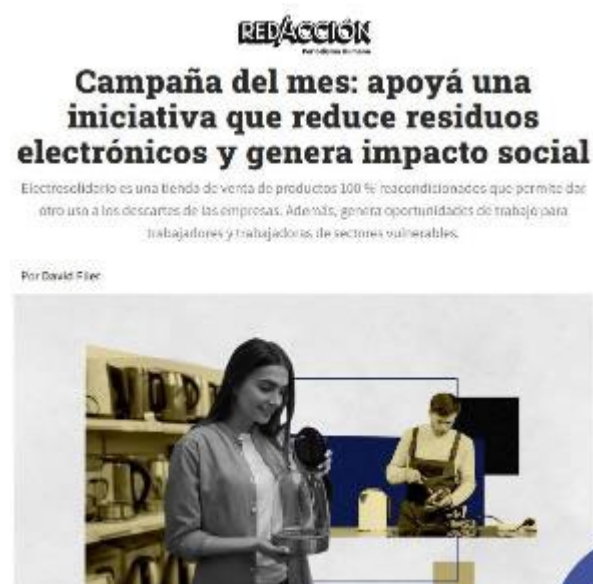 REDACCIÓN
Periodismo Humano
Campaña del mes: apoyá una
iniciativa que reduce residuos
electrónicos y genera impacto social
Electrosolidario es una tienda de venta de productos 100 % reacondicionados que permite dar
otro uso a los descartes de las empresas. Además, genera oportunidades de trabajo para
trabajadores y trabajadoras de sectores vulnerables.
Por David Flier